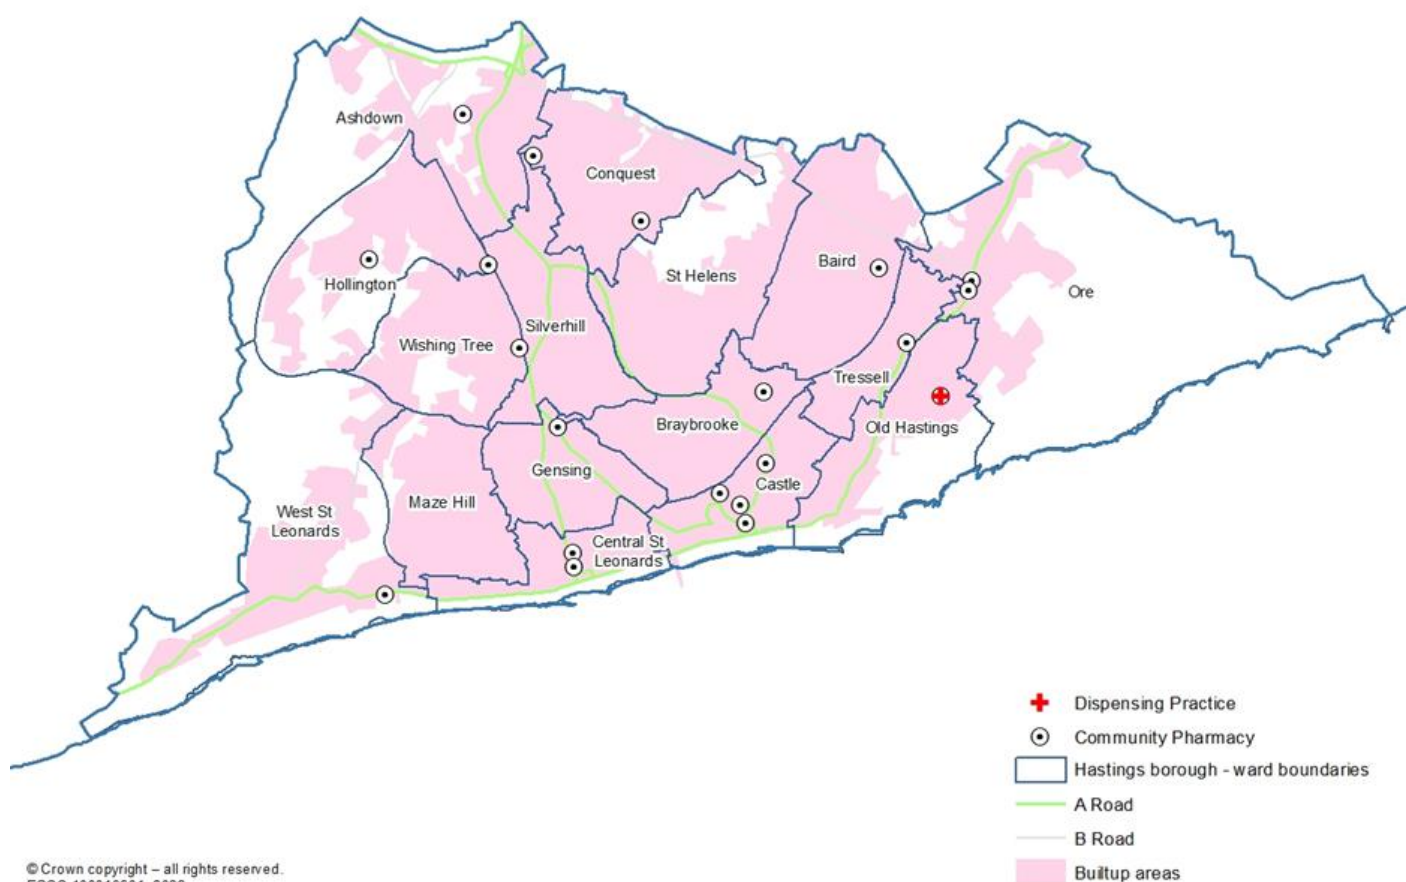 Ashdown
Conquest
Hollington
St Helens
Baird
Ore
Silverhill
Wishing Tree
Tressell
Braybrooke
Old Hastings
Gensing
Castle
Maze Hill
West St
Leonards
Central St
Leonards
Dispensing Practice
Community Pharmacy
Hastings borough - ward boundaries
A Road
B Road
Builtup areas
© Crown copyright – all rights reserved.